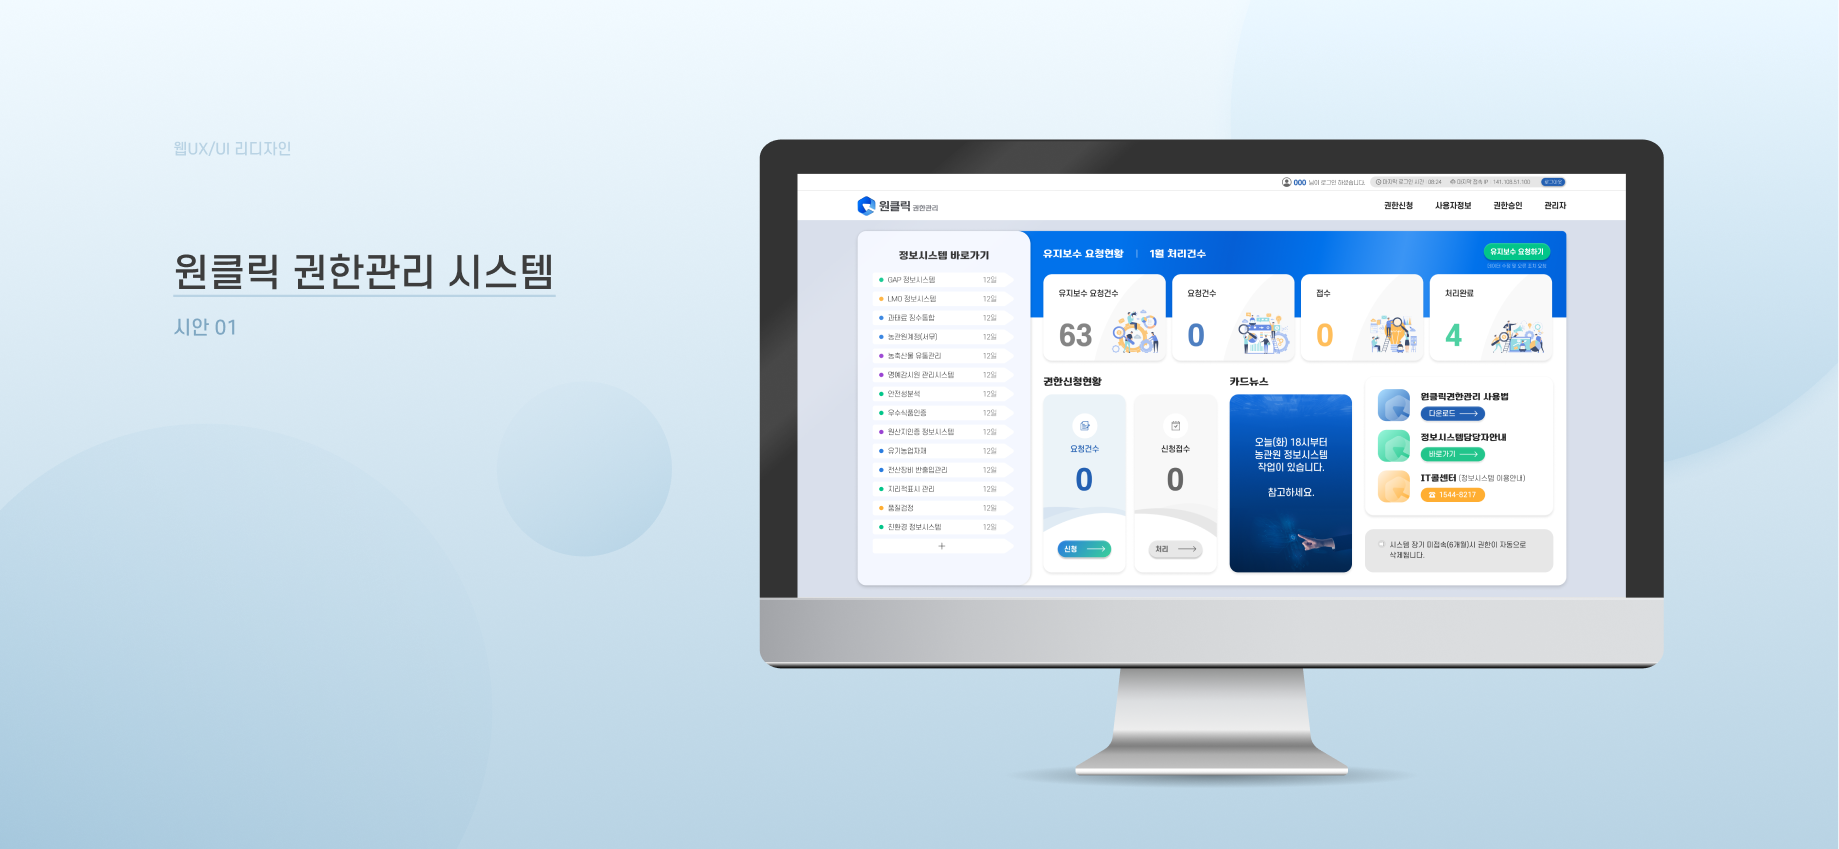 웹UX/UI 리디자인
원클릭 권한관리 시스템
시안 01
000 님이 로그인 하셨습니다.
마지막 로그인 시간 : 08:24
마지막 접속 IP : 141.108.51.100
로그아웃
원클릭 권한관리
권한신청
사용자정보
권한승인
관리자
정보시스템 바로가기
GAP 정보시스템 12일
LMO 정보시스템 12일
과태료 징수통합 12일
농관원계정(서무) 12일
농축산물 유통관리 12일
명예감시원 관리시스템 12일
안전성분석 12일
우수식품인증 12일
원산지인증 정보시스템 12일
유기농업자재 12일
전산장비 반출입관리 12일
지리적표시 관리 12일
품질검정 12일
친환경 정보시스템 12일
+
유지보수 요청현황 | 1월 처리건수
유지보수 요청하기
유지보수 요청건수
63
요청건수
0
접수
0
처리완료
4
권한신청현황
요청건수
0
신청
신청접수
0
처리
카드뉴스
오늘(화) 18시부터
농관원 정보시스템
작업이 있습니다.
참고하세요.
원클릭권한관리 사용법
다운로드
정보시스템담당자안내
바로가기
IT콜센터 (정보시스템 이용안내)
☎ 1544-8217
시스템 장기 미접속(6개월)시 권한이 자동으로
삭제됩니다.